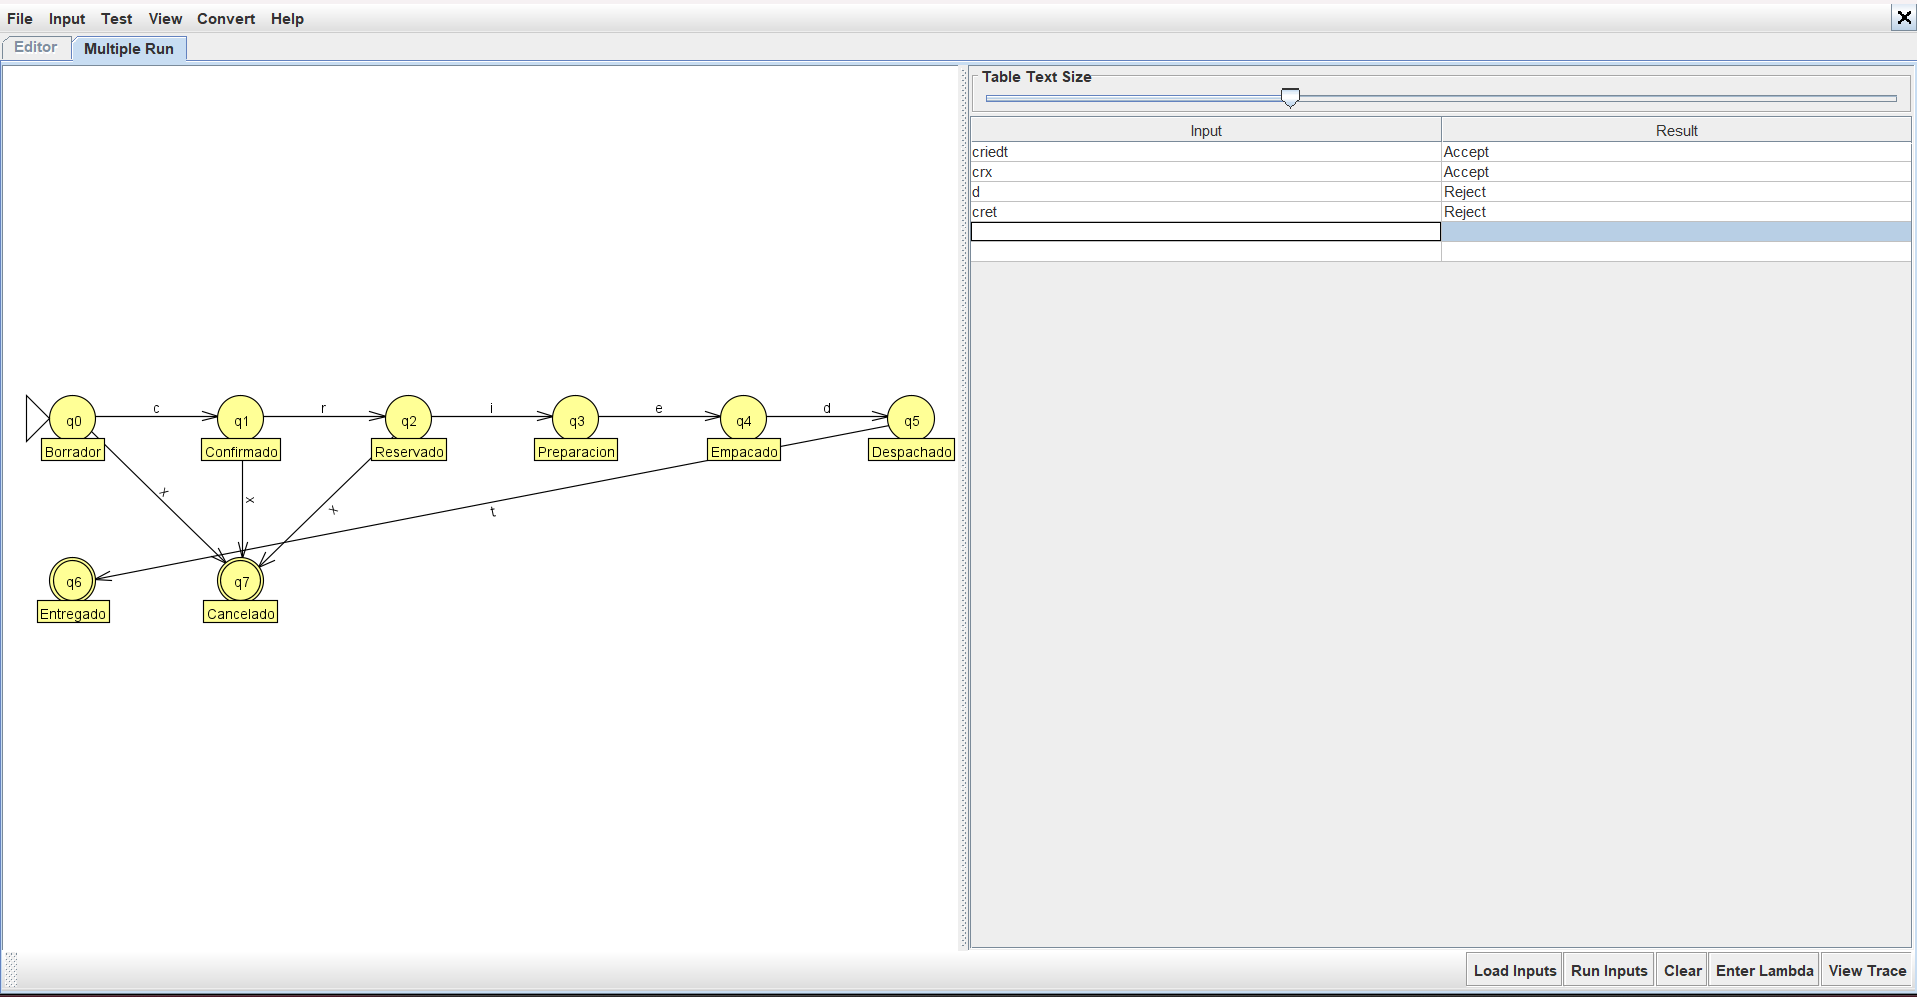 File Input Test View Convert Help
Editor Multiple Run
Table Text Size
Input Result
criedt Accept
crx Accept
d Reject
cret Reject
c r i e d
q0 q1 q2 q3 q4 q5
Borrador Confirmado Reservado Preparacion Empacado Despachado
x x x t
q6 q7
Entregado Cancelado
Load Inputs Run Inputs Clear Enter Lambda View Trace